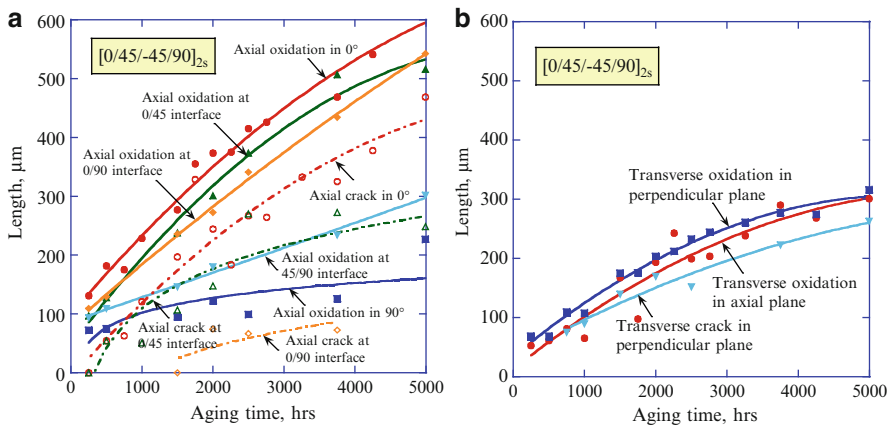 a
[0/45/-45/90]2s
Axial oxidation in 0°
Axial oxidation at
0/45 interface
Axial oxidation at
0/90 interface
Axial crack in 0°
Axial oxidation at
45/90 interface
Axial oxidation in 90°
Axial crack at
0/45 interface
Axial crack at
0/90 interface
Length, μm
600
500
400
300
200
100
0
0
1000
2000
3000
4000
5000
Aging time, hrs
b
[0/45/-45/90]2s
Transverse oxidation in
perpendicular plane
Transverse oxidation
in axial plane
Transverse crack in
perpendicular plane
Length, μm
600
500
400
300
200
100
0
0
1000
2000
3000
4000
5000
Aging time, hrs